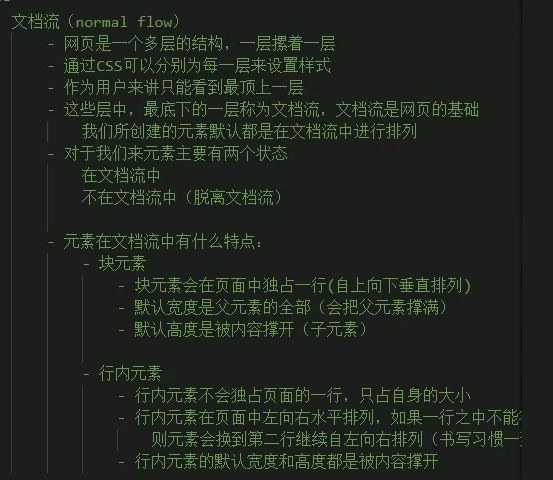 文档流（normal flow）
- 网页是一个多层的结构，一层摞着一层
- 通过CSS可以分别为每一层来设置样式
- 作为用户来讲只能看到最顶上一层
- 这些层中，最底下的一层称为文档流，文档流是网页的基础
我们所创建的元素默认都是在文档流中进行排列
- 对于我们来元素主要有两个状态
在文档流中
不在文档流中（脱离文档流）
- 元素在文档流中有什么特点：
- 块元素
- 块元素会在页面中独占一行(自上向下垂直排列)
- 默认宽度是父元素的全部（会把父元素撑满）
- 默认高度是被内容撑开（子元素）
- 行内元素
- 行内元素不会独占页面的一行，只占自身的大小
- 行内元素在页面中左向右水平排列，如果一行之中不能
则元素会换到第二行继续自左向右排列（书写习惯一
- 行内元素的默认宽度和高度都是被内容撑开